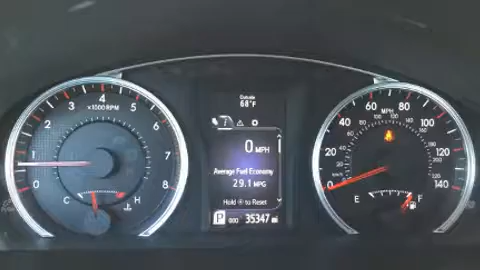 Outside
68°F
0 MPH
Average Fuel Economy
29.1 MPG
Hold to Reset
P ODO 35347 mi
x1000 RPM
0 1 2 3 4 5 6 7 8
C H
MPH
0 20 40 60 80 100 120 140
E F